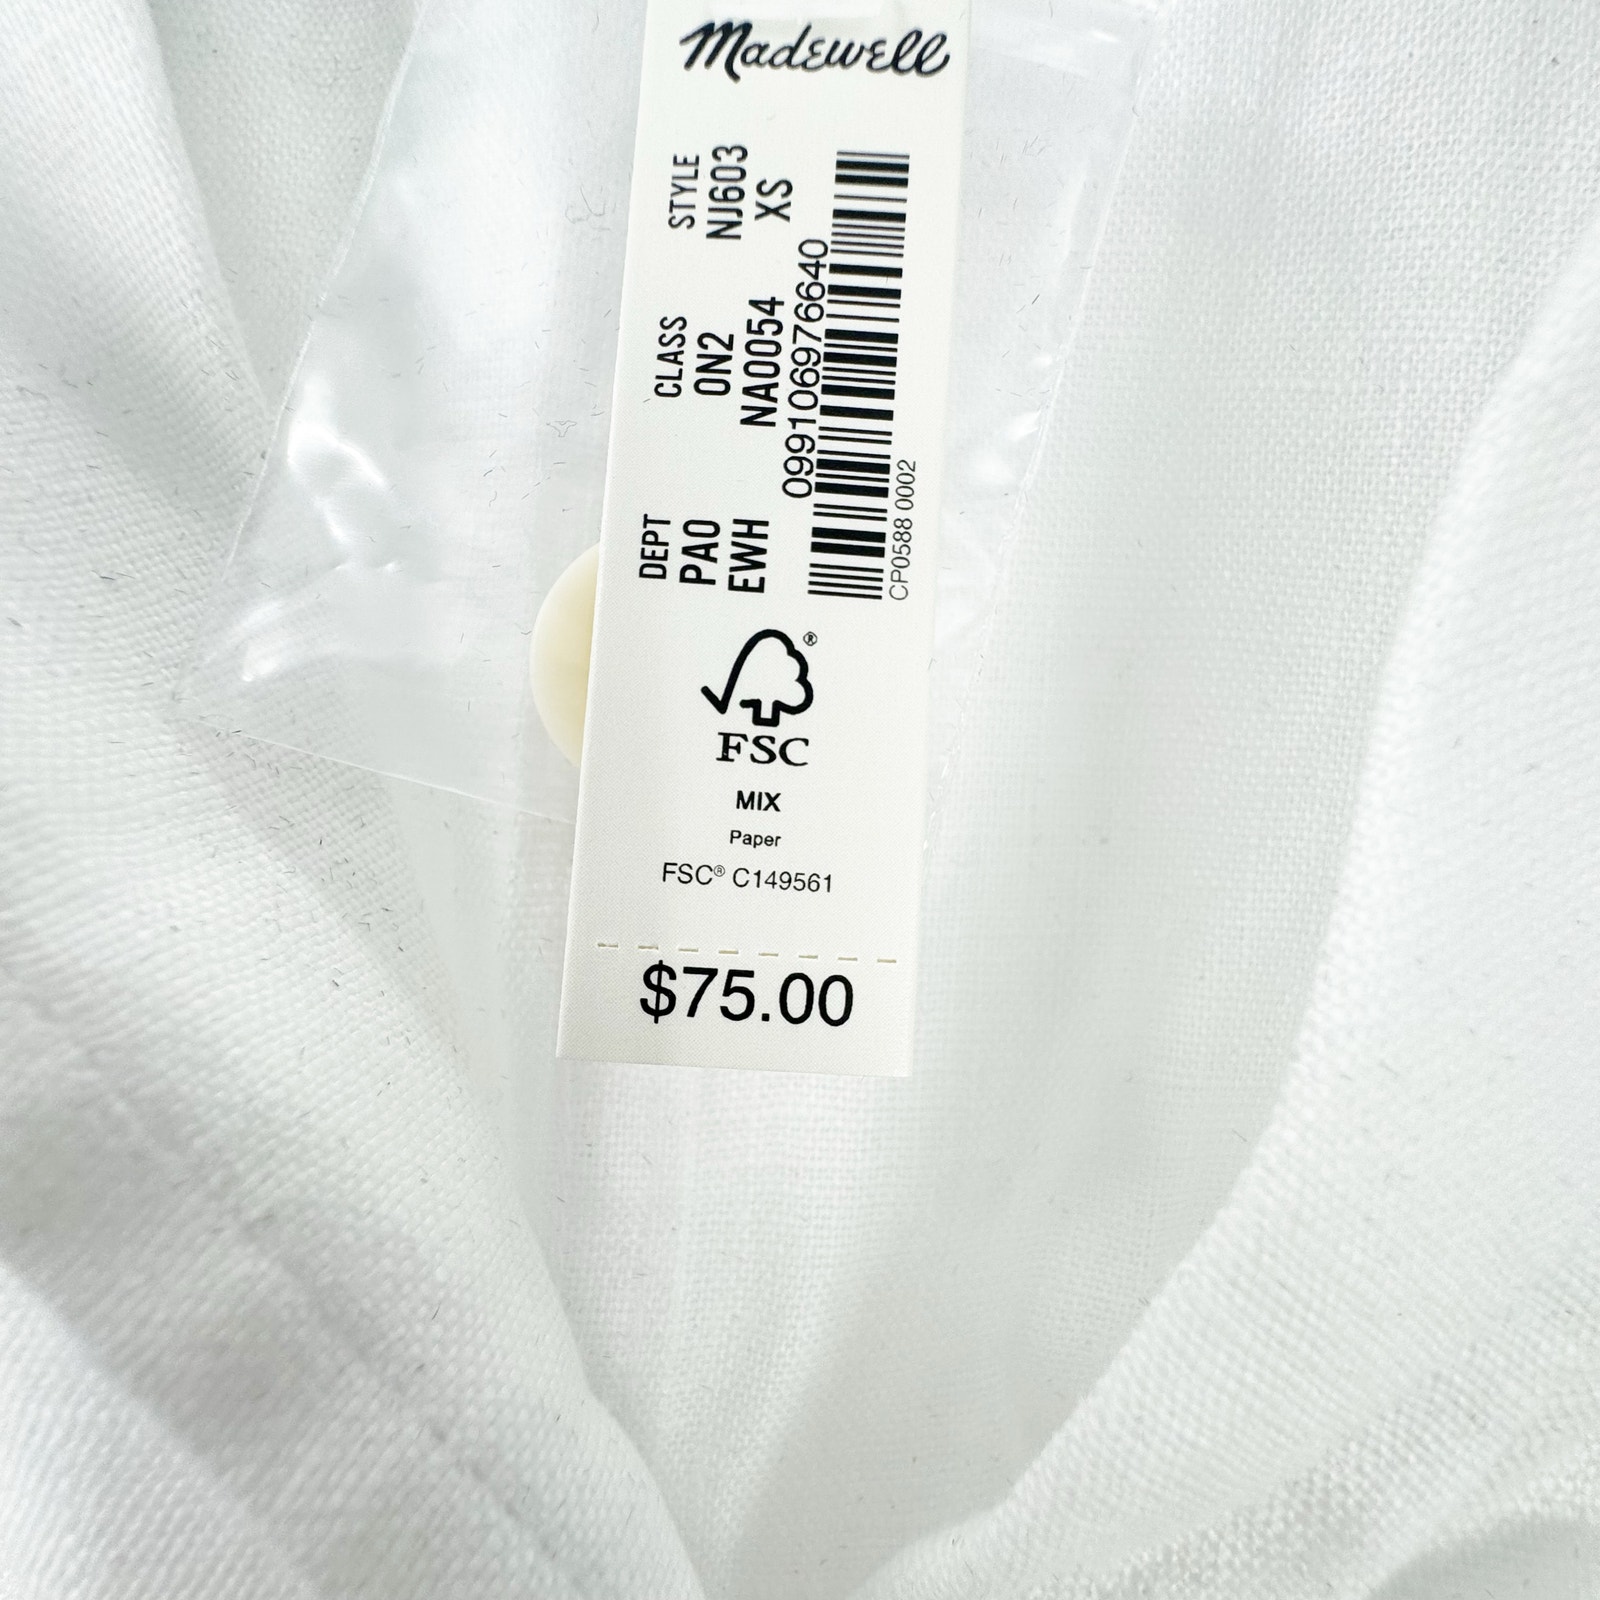 Madewell
DEPT CLASS STYLE
PA0 0N2 NJ603
EWH NA0054 XS
099106976640
CP0588 0002
®
FSC
MIX
Paper
FSC® C149561
$75.00